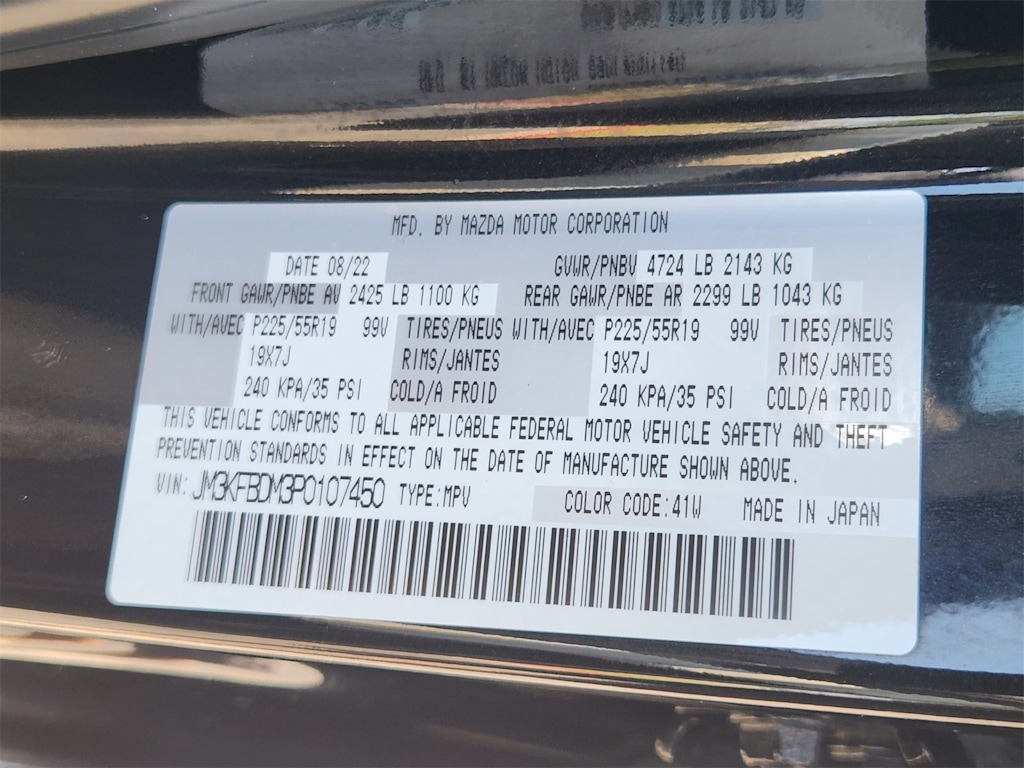 MFD. BY MAZDA MOTOR CORPORATION
DATE 08/22 GVWR/PNBV 4724 LB 2143 KG
FRONT GAWR/PNBE AV 2425 LB 1100 KG REAR GAWR/PNBE AR 2299 LB 1043 KG
WITH/AVEC P225/55R19 99V TIRES/PNEUS WITH/AVEC P225/55R19 99V TIRES/PNEUS
19X7J RIMS/JANTES 19X7J RIMS/JANTES
240 KPA/35 PSI COLD/A FROID 240 KPA/35 PSI COLD/A FROID
THIS VEHICLE CONFORMS TO ALL APPLICABLE FEDERAL MOTOR VEHICLE SAFETY AND THEFT
PREVENTION STANDARDS IN EFFECT ON THE DATE OF MANUFACTURE SHOWN ABOVE.
VIN: JM3KFBDM3P0107450 TYPE:MPV COLOR CODE:41W MADE IN JAPAN